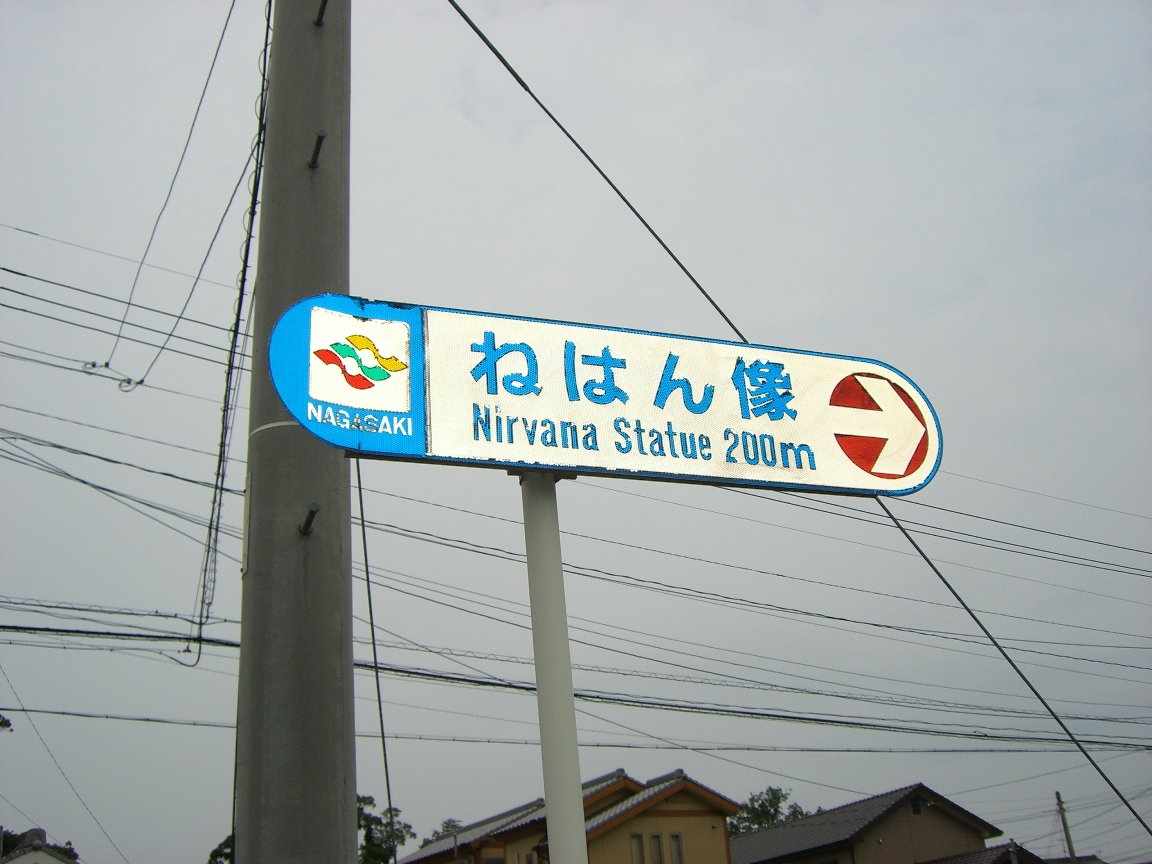 ねはん像
Nirvana Statue 200m
NAGASAKI